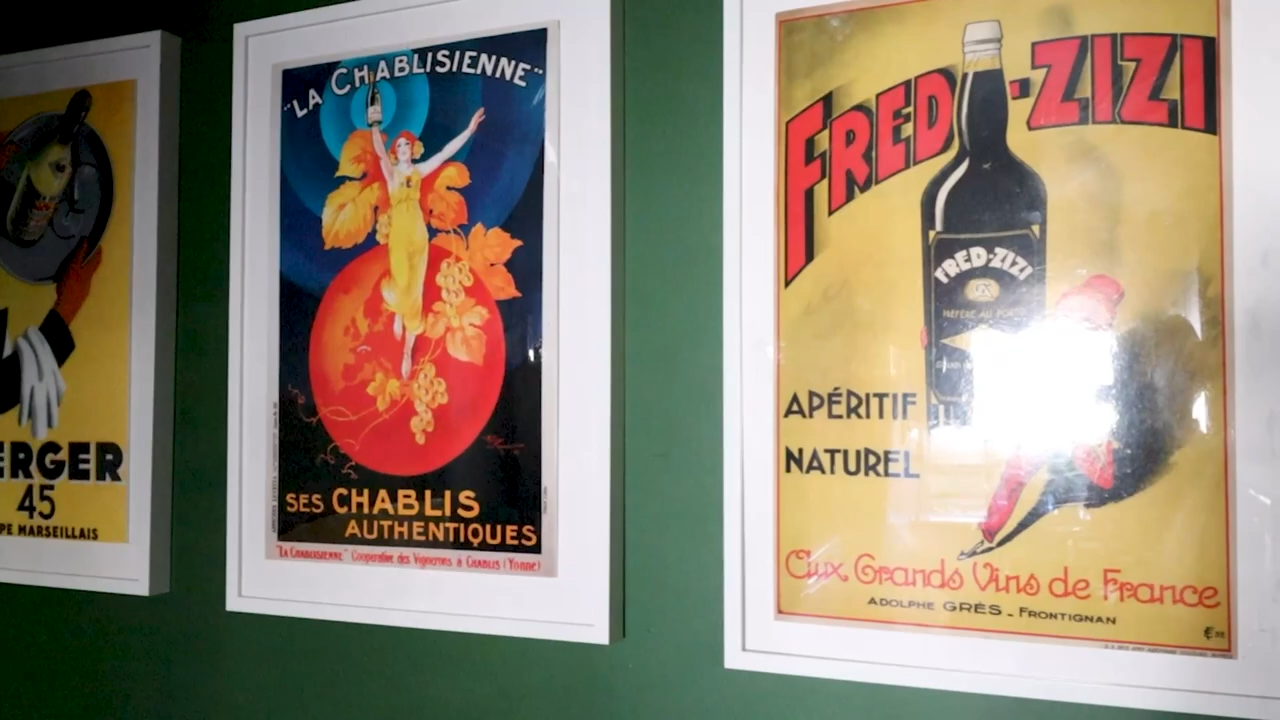 ERGER
45
PE MARSEILLAIS
"LA CHABLISIENNE"
SES CHABLIS
AUTHENTIQUES
"LA CHABLISIENNE" Coopérative des Vignerons à CHABLIS (Yonne)
FRED-ZIZI
FRED-ZIZI
APÉRITIF
NATUREL
Aux Grands Vins de France
ADOLPHE GRÈS - FRONTIGNAN